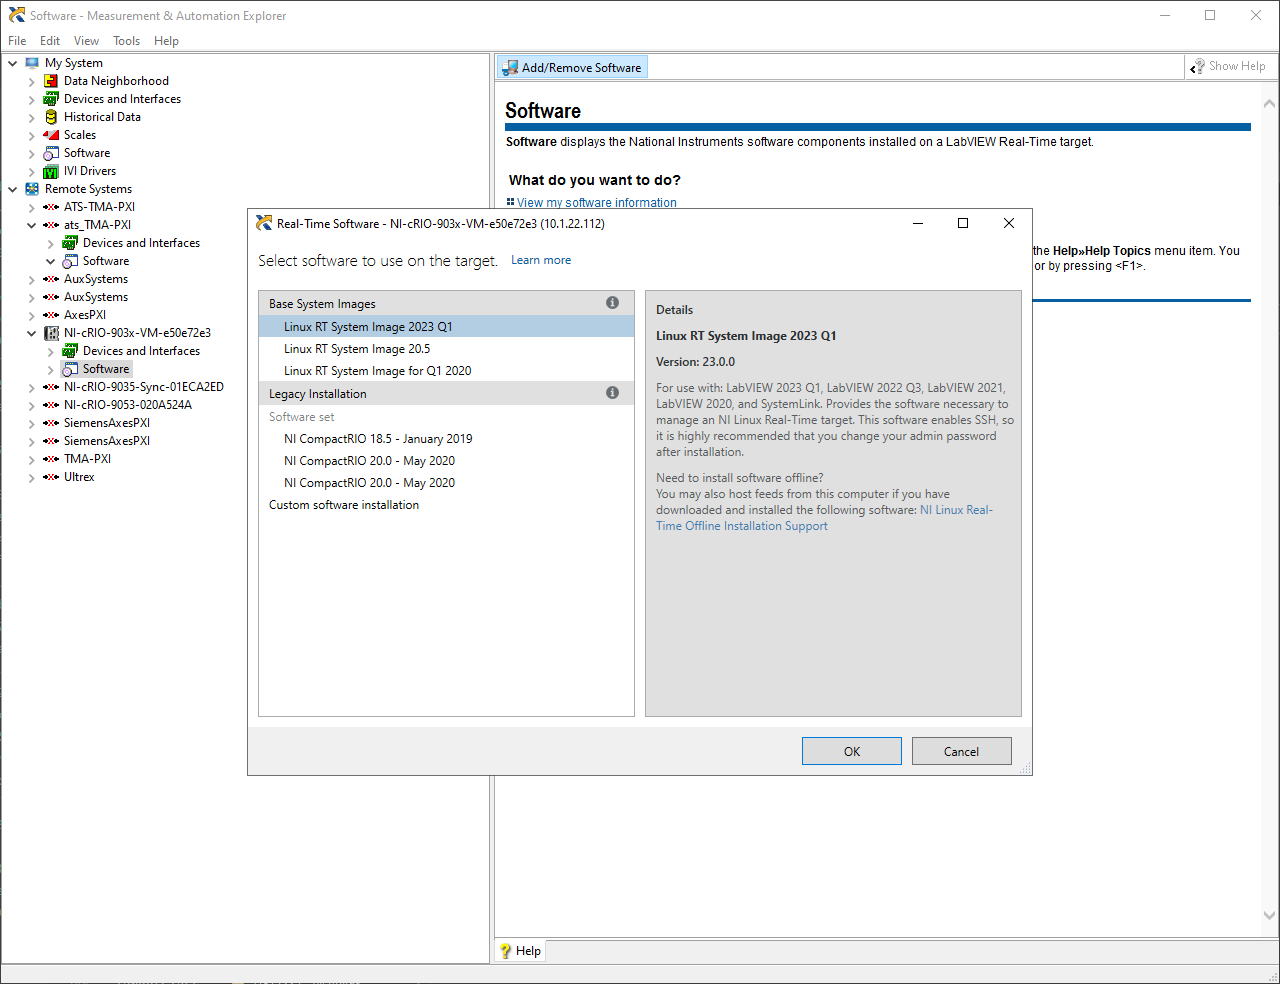 Software - Measurement & Automation Explorer
File Edit View Tools Help
My System
Data Neighborhood
Devices and Interfaces
Historical Data
Scales
Software
IVI Drivers
Remote Systems
ATS-TMA-PXI
ats_TMA-PXI
Devices and Interfaces
Software
AuxSystems
AuxSystems
AxesPXI
NI-cRIO-903x-VM-e50e72e3
Devices and Interfaces
Software
NI-cRIO-9035-Sync-01ECA2ED
NI-cRIO-9053-020A524A
SiemensAxesPXI
SiemensAxesPXI
TMA-PXI
Ultrex
Add/Remove Software
Show Help
Software
Software displays the National Instruments software components installed on a LabVIEW Real-Time target.
What do you want to do?
View my software information
the Help»Help Topics menu item. You
or by pressing <F1>.
Real-Time Software - NI-cRIO-903x-VM-e50e72e3 (10.1.22.112)
Select software to use on the target. Learn more
Base System Images
Linux RT System Image 2023 Q1
Linux RT System Image 20.5
Linux RT System Image for Q1 2020
Legacy Installation
Software set
NI CompactRIO 18.5 - January 2019
NI CompactRIO 20.0 - May 2020
NI CompactRIO 20.0 - May 2020
Custom software installation
Details
Linux RT System Image 2023 Q1
Version: 23.0.0
For use with: LabVIEW 2023 Q1, LabVIEW 2022 Q3, LabVIEW 2021,
LabVIEW 2020, and SystemLink. Provides the software necessary to
manage an NI Linux Real-Time target. This software enables SSH, so
it is highly recommended that you change your admin password
after installation.
Need to install software offline?
You may also host feeds from this computer if you have
downloaded and installed the following software: NI Linux Real-
Time Offline Installation Support
OK Cancel
Help